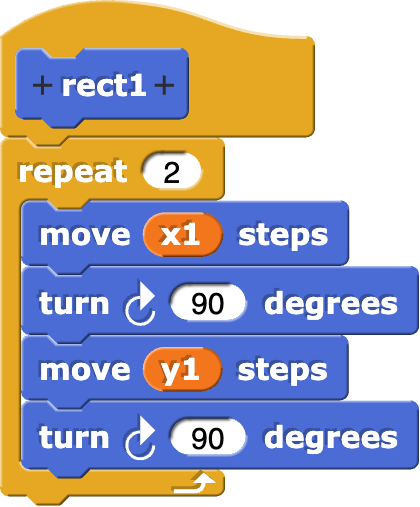 + rect1 +
repeat 2
move x1 steps
turn 90 degrees
move y1 steps
turn 90 degrees